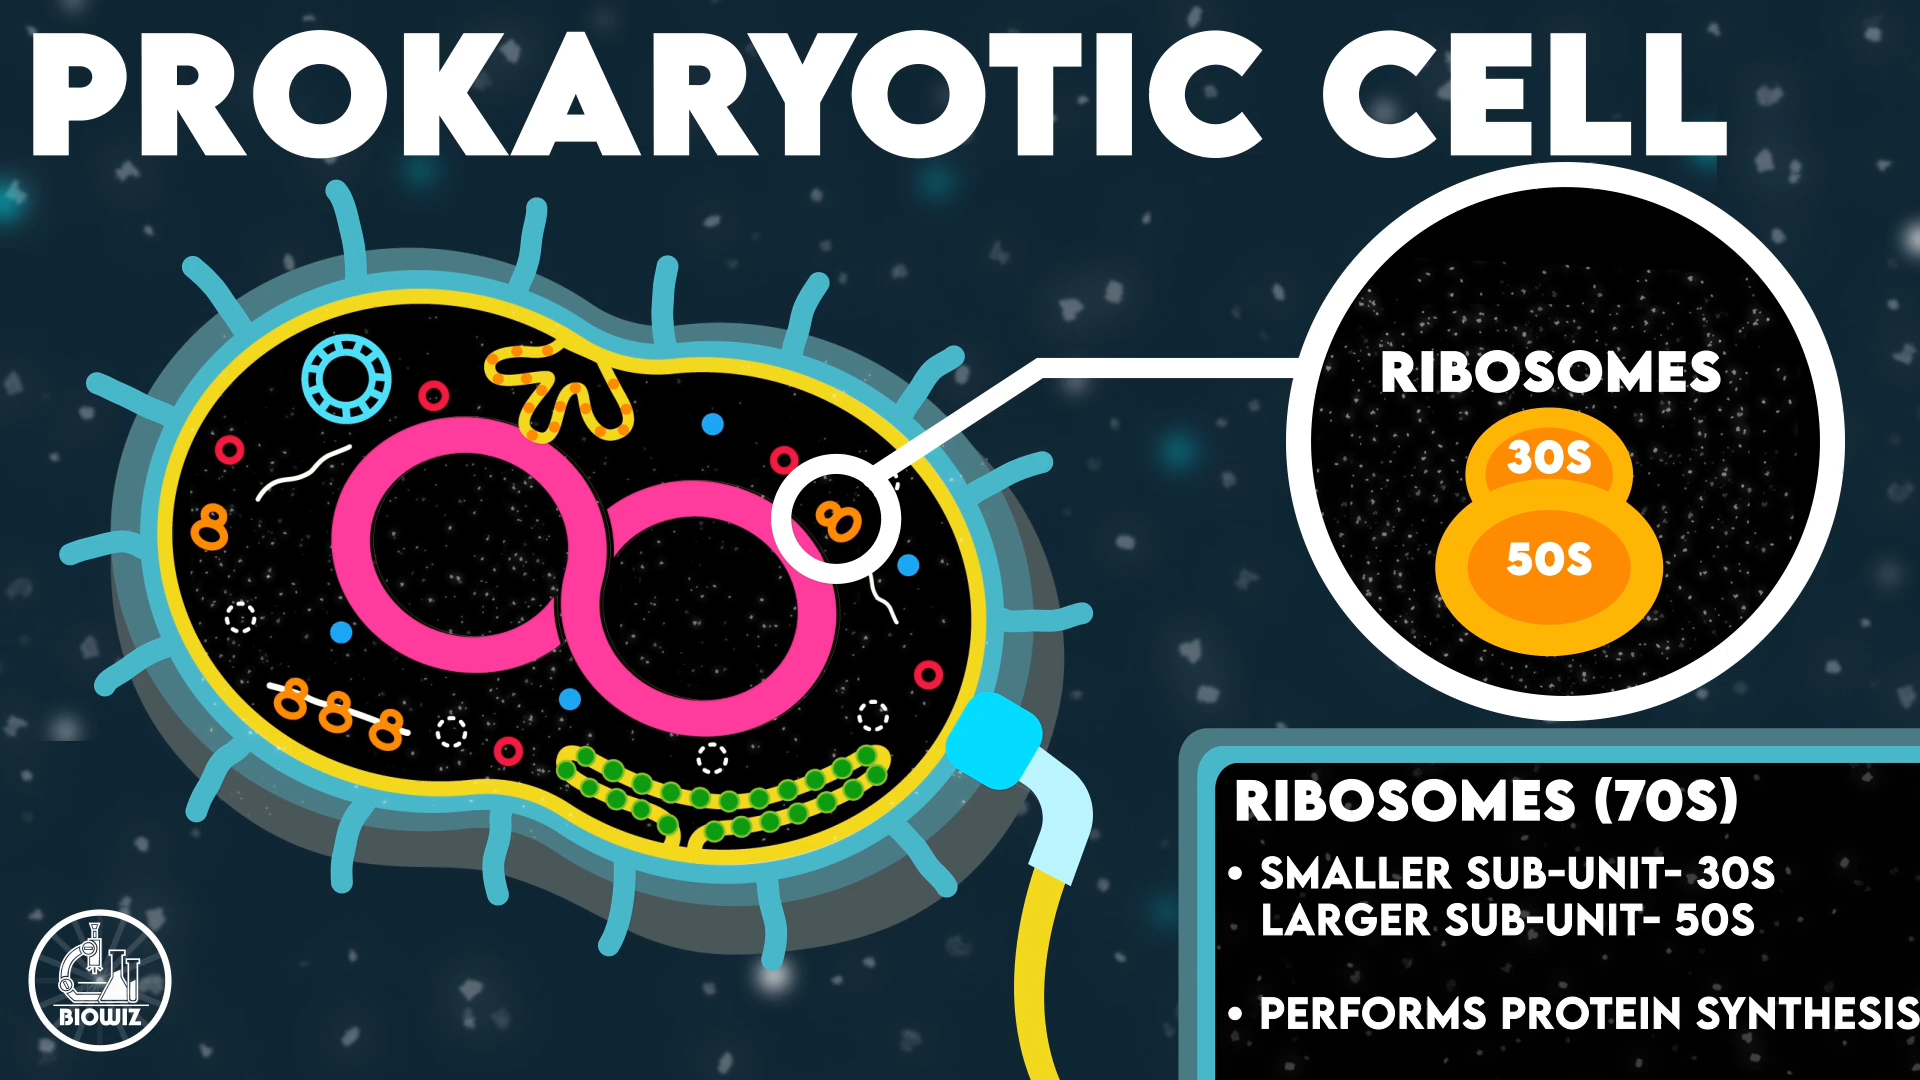 PROKARYOTIC CELL
RIBOSOMES
30S
50S
RIBOSOMES (70S)
• SMALLER SUB-UNIT- 30S
LARGER SUB-UNIT- 50S
• PERFORMS PROTEIN SYNTHESIS
BIOWIZ